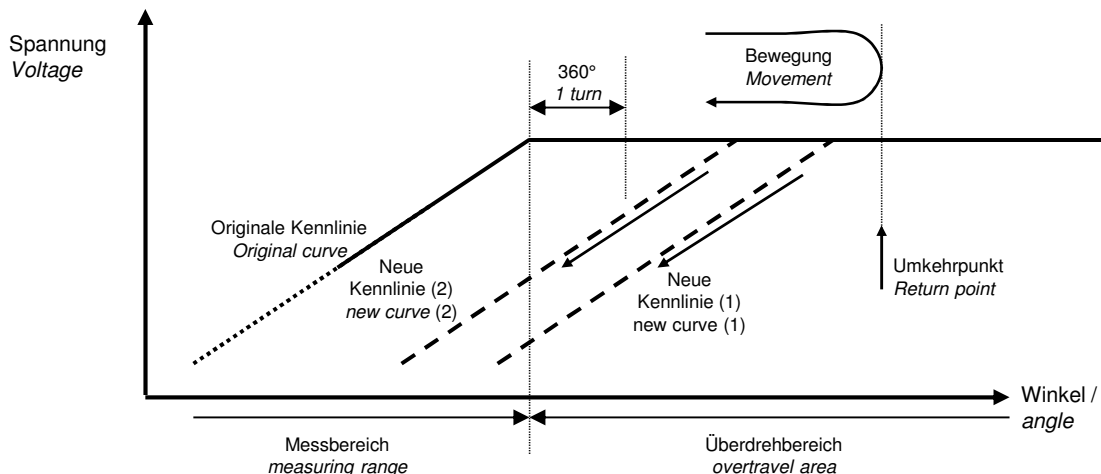 Spannung
Voltage
360°
1 turn
Bewegung
Movement
Originale Kennlinie
Original curve
Neue
Kennlinie (2)
new curve (2)
Neue
Kennlinie (1)
new curve (1)
Umkehrpunkt
Return point
Winkel /
angle
Messbereich
measuring range
Überdrehbereich
overtravel area